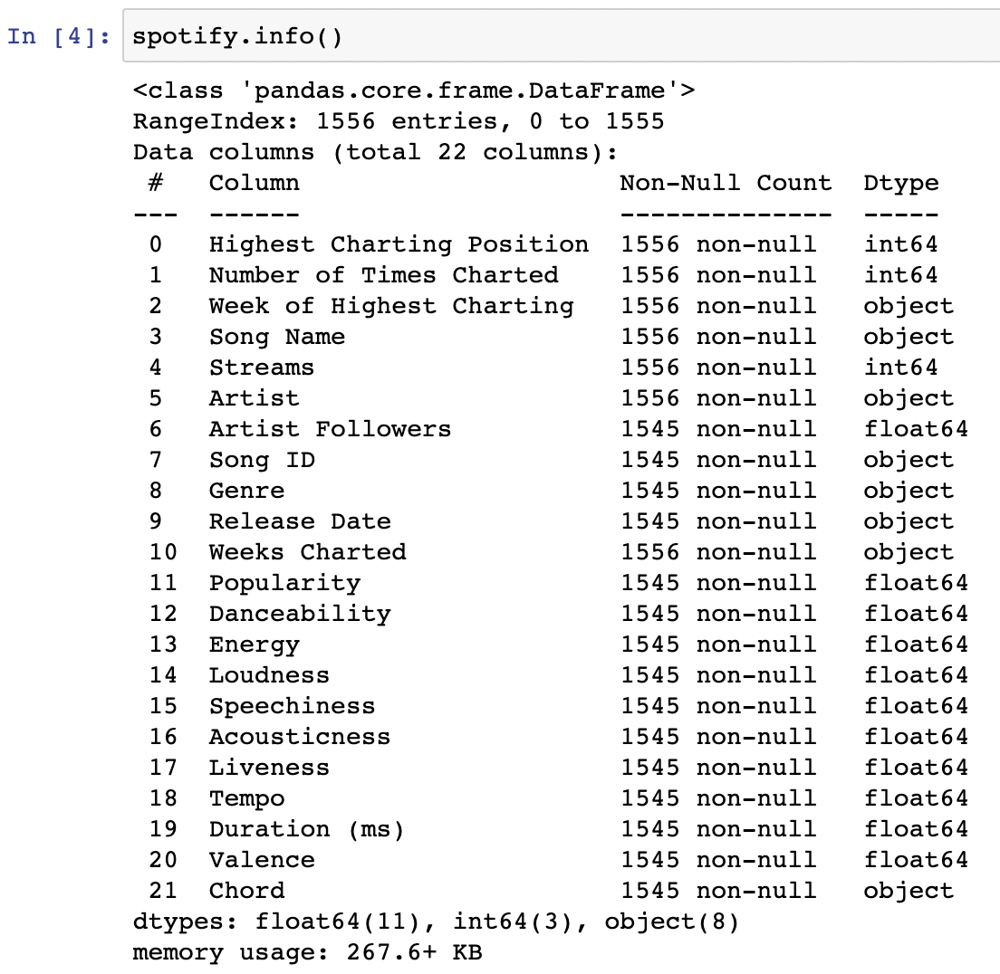 In [4]: spotify.info()
<class 'pandas.core.frame.DataFrame'>
RangeIndex: 1556 entries, 0 to 1555
Data columns (total 22 columns):
 #   Column                      Non-Null Count  Dtype
---  ------                      --------------  -----
 0   Highest Charting Position   1556 non-null   int64
 1   Number of Times Charted     1556 non-null   int64
 2   Week of Highest Charting    1556 non-null   object
 3   Song Name                   1556 non-null   object
 4   Streams                     1556 non-null   int64
 5   Artist                      1556 non-null   object
 6   Artist Followers            1545 non-null   float64
 7   Song ID                     1545 non-null   object
 8   Genre                       1545 non-null   object
 9   Release Date                1545 non-null   object
 10  Weeks Charted               1556 non-null   object
 11  Popularity                  1545 non-null   float64
 12  Danceability                1545 non-null   float64
 13  Energy                      1545 non-null   float64
 14  Loudness                    1545 non-null   float64
 15  Speechiness                 1545 non-null   float64
 16  Acousticness                1545 non-null   float64
 17  Liveness                    1545 non-null   float64
 18  Tempo                       1545 non-null   float64
 19  Duration (ms)               1545 non-null   float64
 20  Valence                     1545 non-null   float64
 21  Chord                       1545 non-null   object
dtypes: float64(11), int64(3), object(8)
memory usage: 267.6+ KB